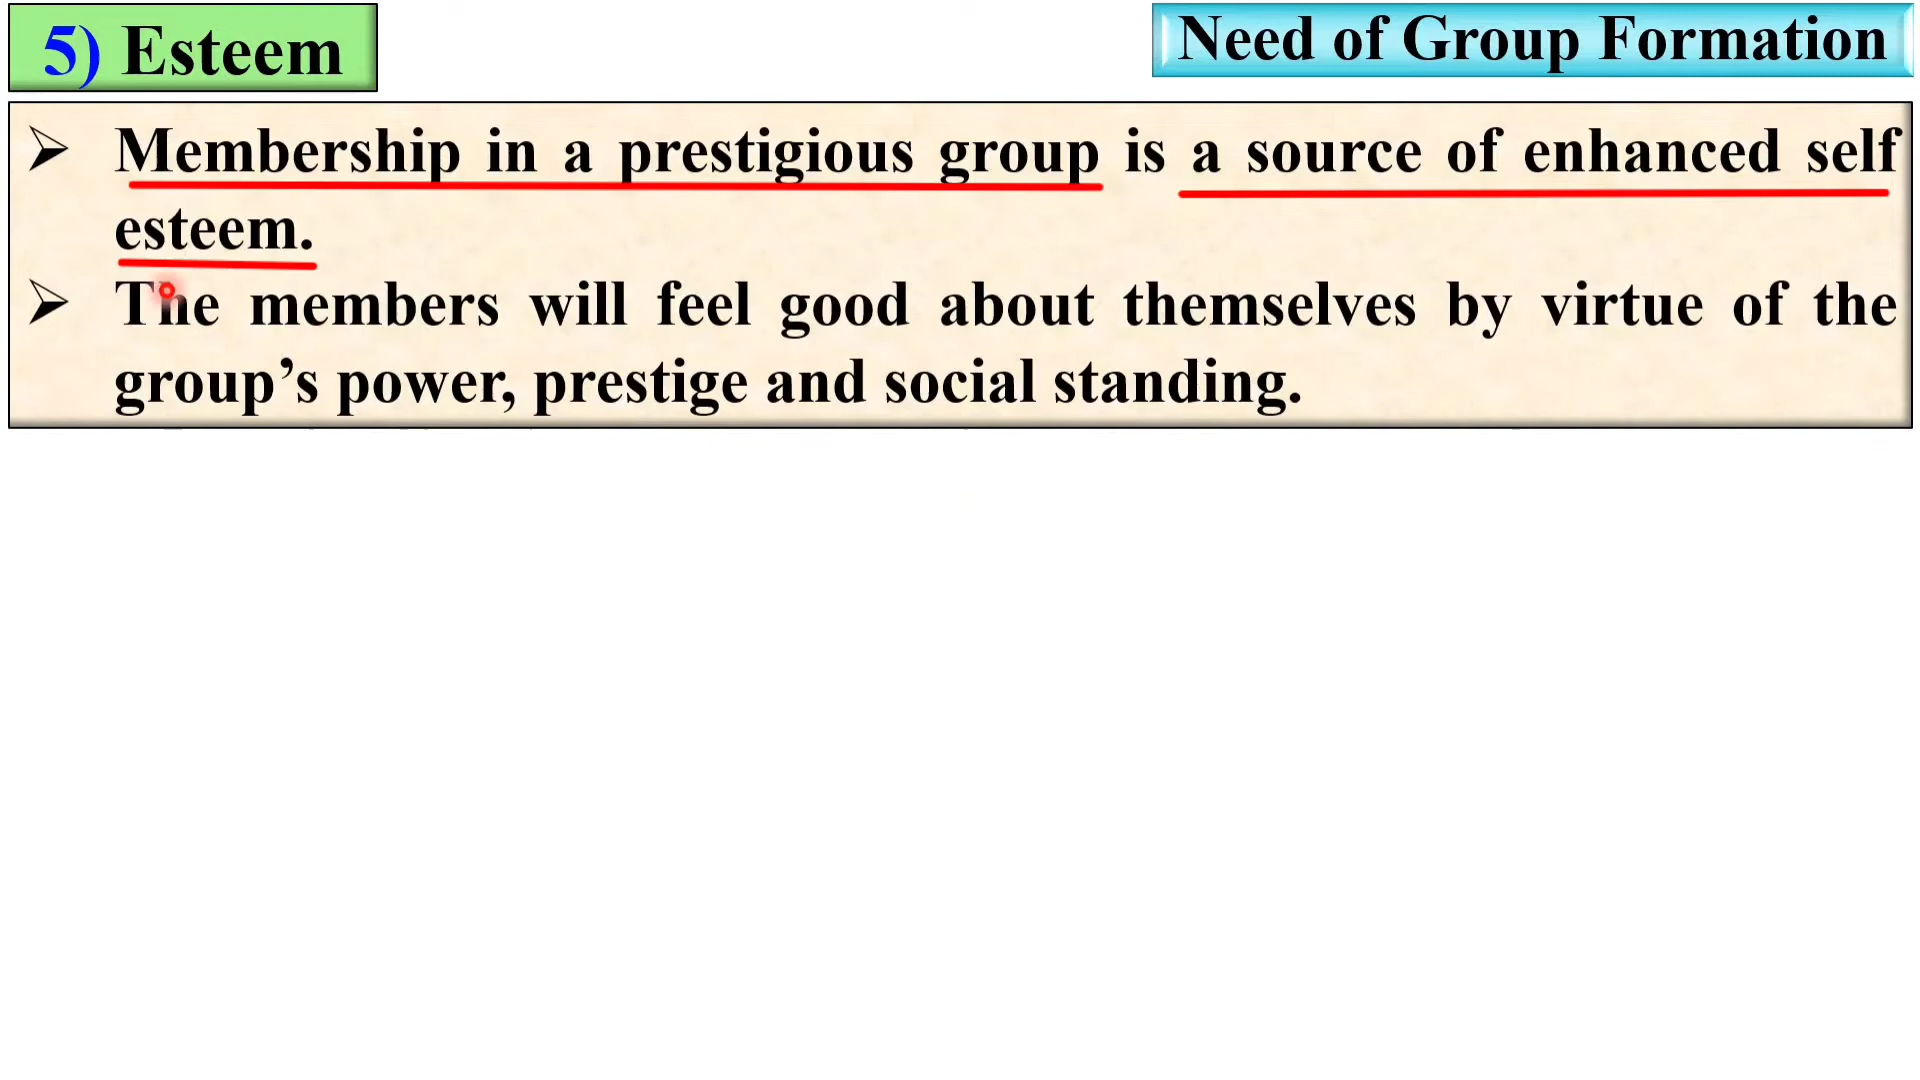 5) Esteem
Need of Group Formation
➢ Membership in a prestigious group is a source of enhanced self
esteem.
➢ The members will feel good about themselves by virtue of the
group’s power, prestige and social standing.